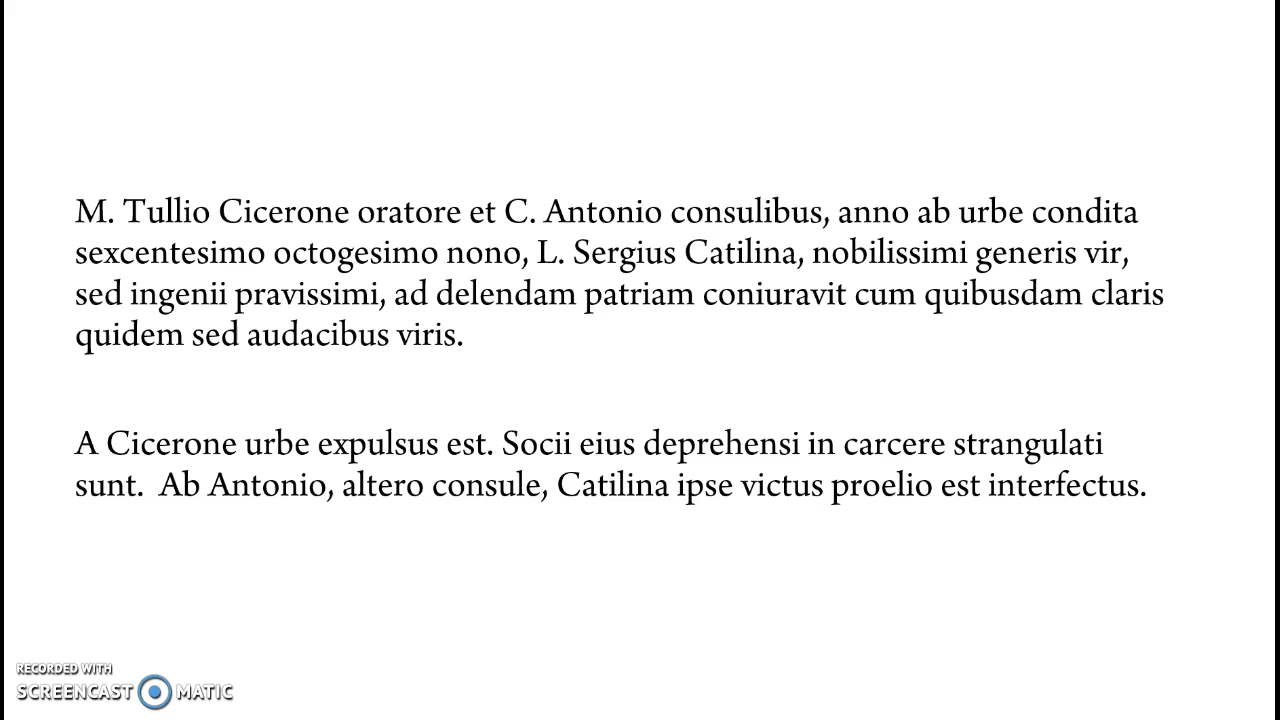 M. Tullio Cicerone oratore et C. Antonio consulibus, anno ab urbe condita
sexcentesimo octogesimo nono, L. Sergius Catilina, nobilissimi generis vir,
sed ingenii pravissimi, ad delendam patriam coniuravit cum quibusdam claris
quidem sed audacibus viris.
A Cicerone urbe expulsus est. Socii eius deprehensi in carcere strangulati
sunt.  Ab Antonio, altero consule, Catilina ipse victus proelio est interfectus.
RECORDED WITH
SCREENCAST MATIC